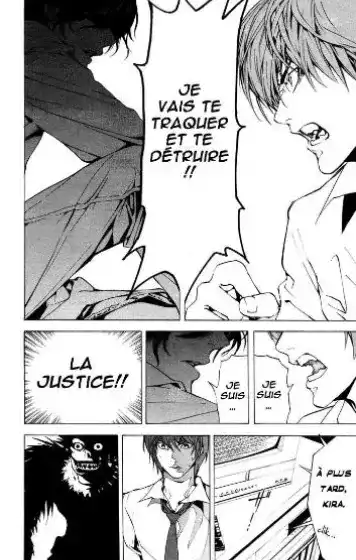 JE
VAIS TE
TRAQUER
ET TE
DÉTRUIRE
!!
JE
SUIS
...
JE
SUIS
...
LA
JUSTICE!!
À PLUS
TARD,
KIRA.